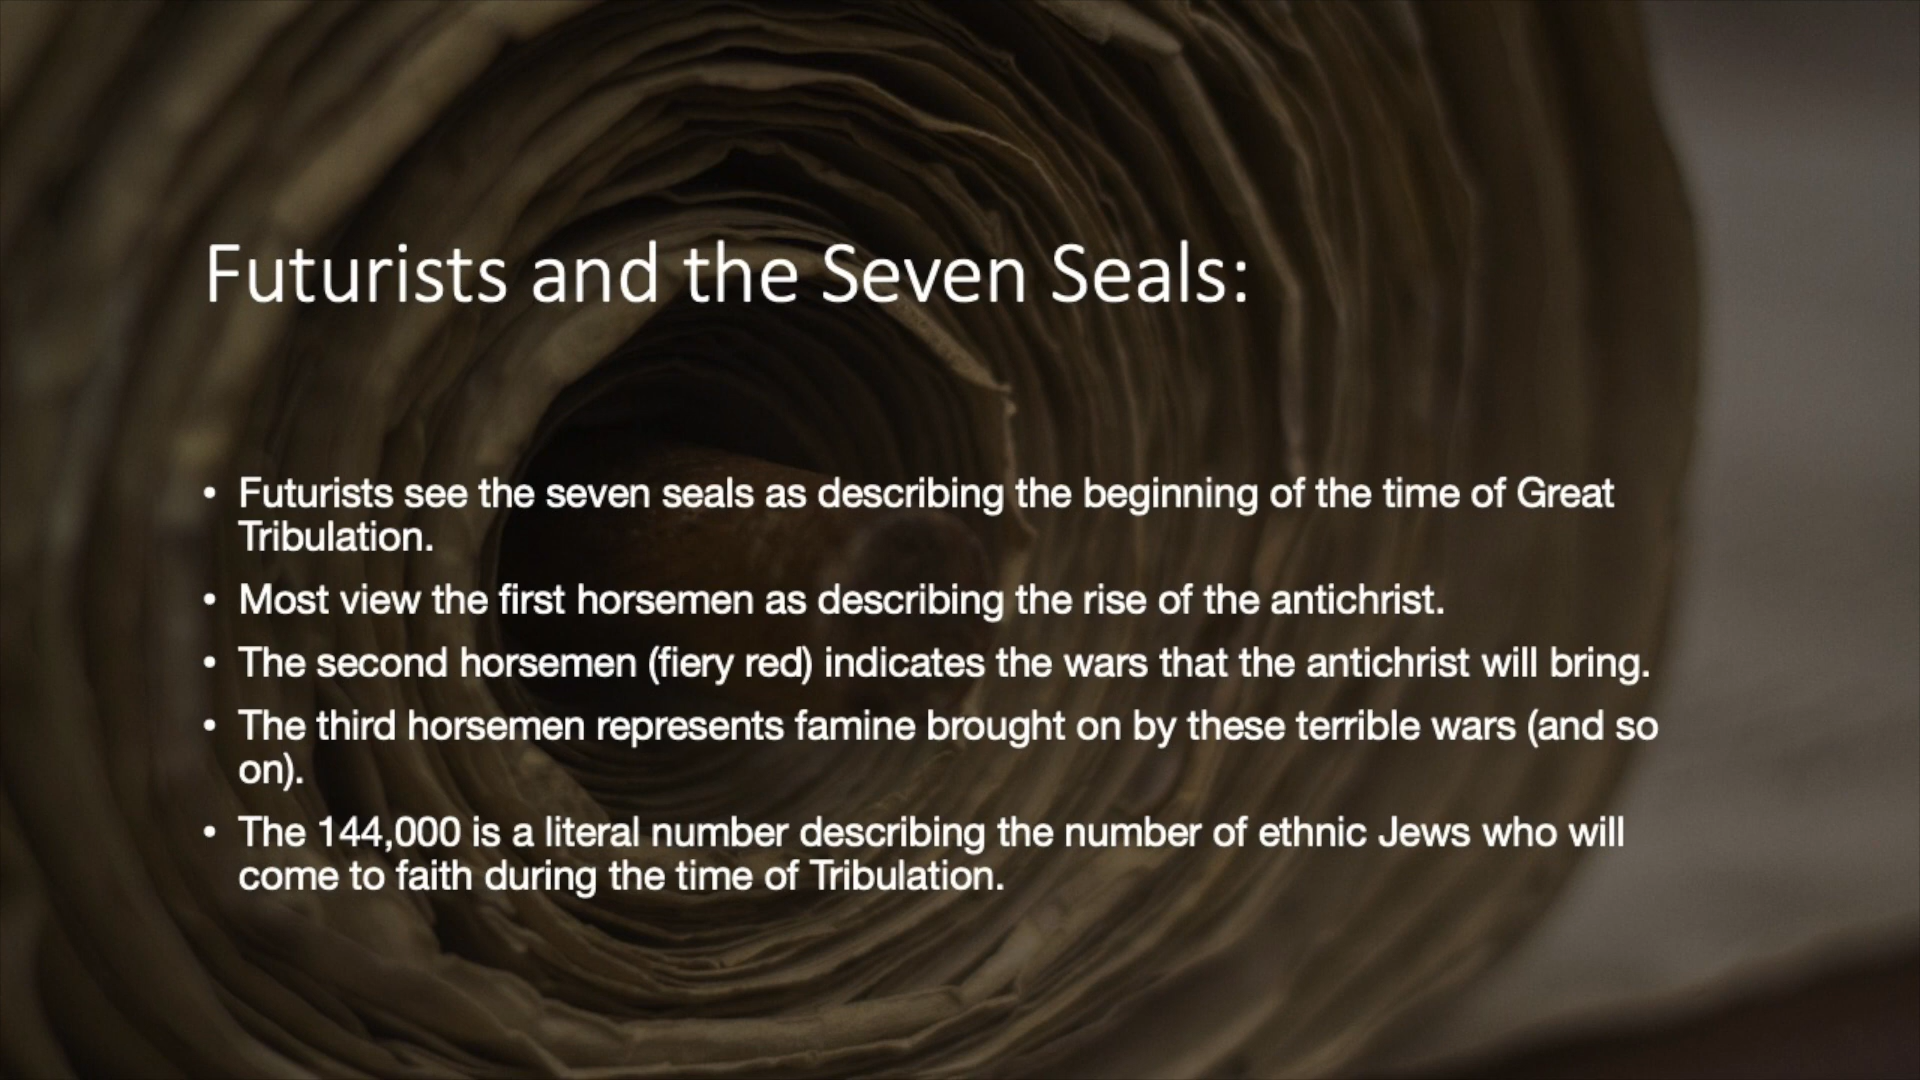 Futurists and the Seven Seals:
• Futurists see the seven seals as describing the beginning of the time of Great
Tribulation.
• Most view the first horsemen as describing the rise of the antichrist.
• The second horsemen (fiery red) indicates the wars that the antichrist will bring.
• The third horsemen represents famine brought on by these terrible wars (and so
on).
• The 144,000 is a literal number describing the number of ethnic Jews who will
come to faith during the time of Tribulation.